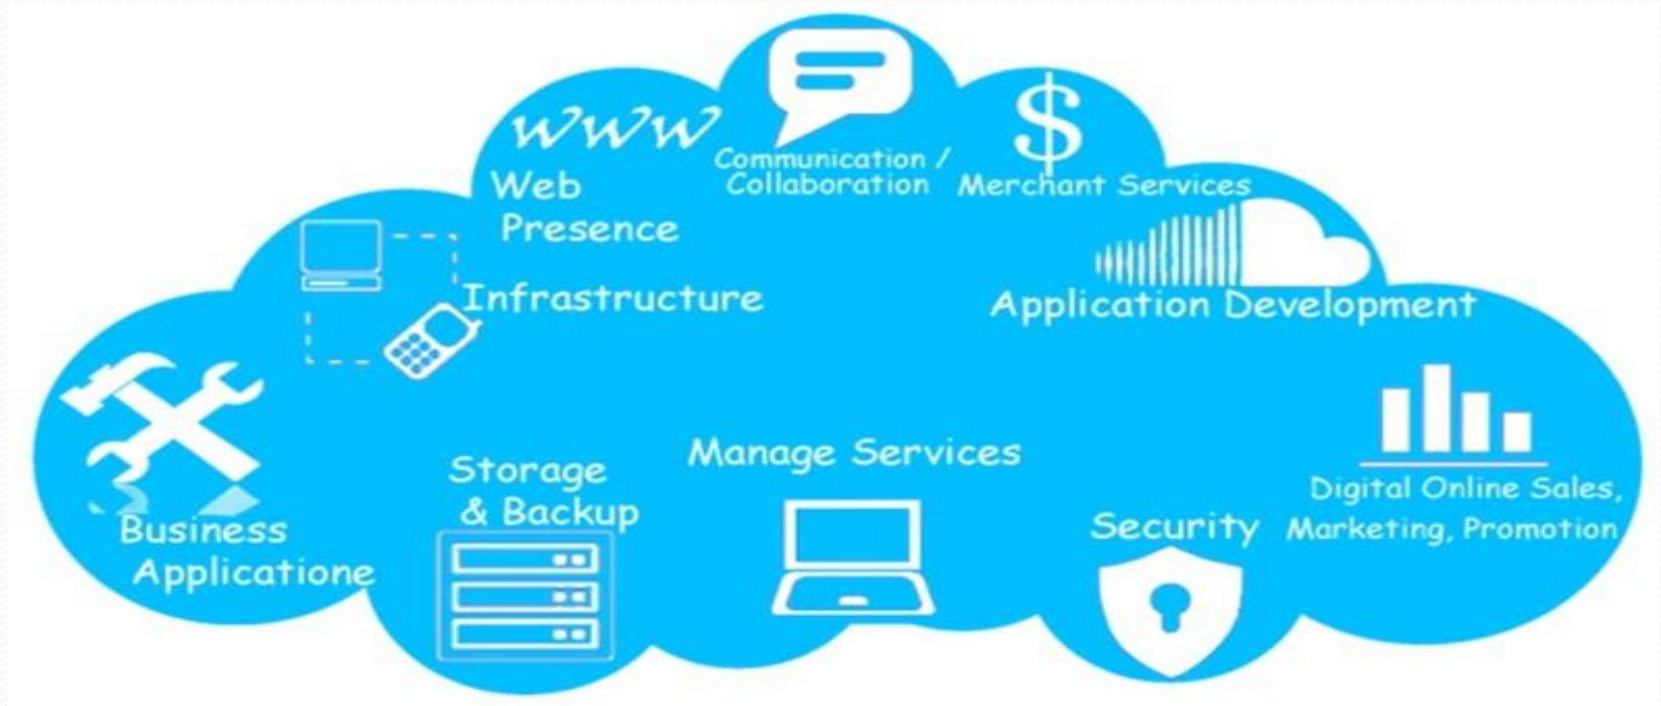 www
Web
Presence
Communication /
Collaboration
$
Merchant Services
Infrastructure
Application Development
Business
Applicatione
Storage
& Backup
Manage Services
Security
Digital Online Sales,
Marketing, Promotion